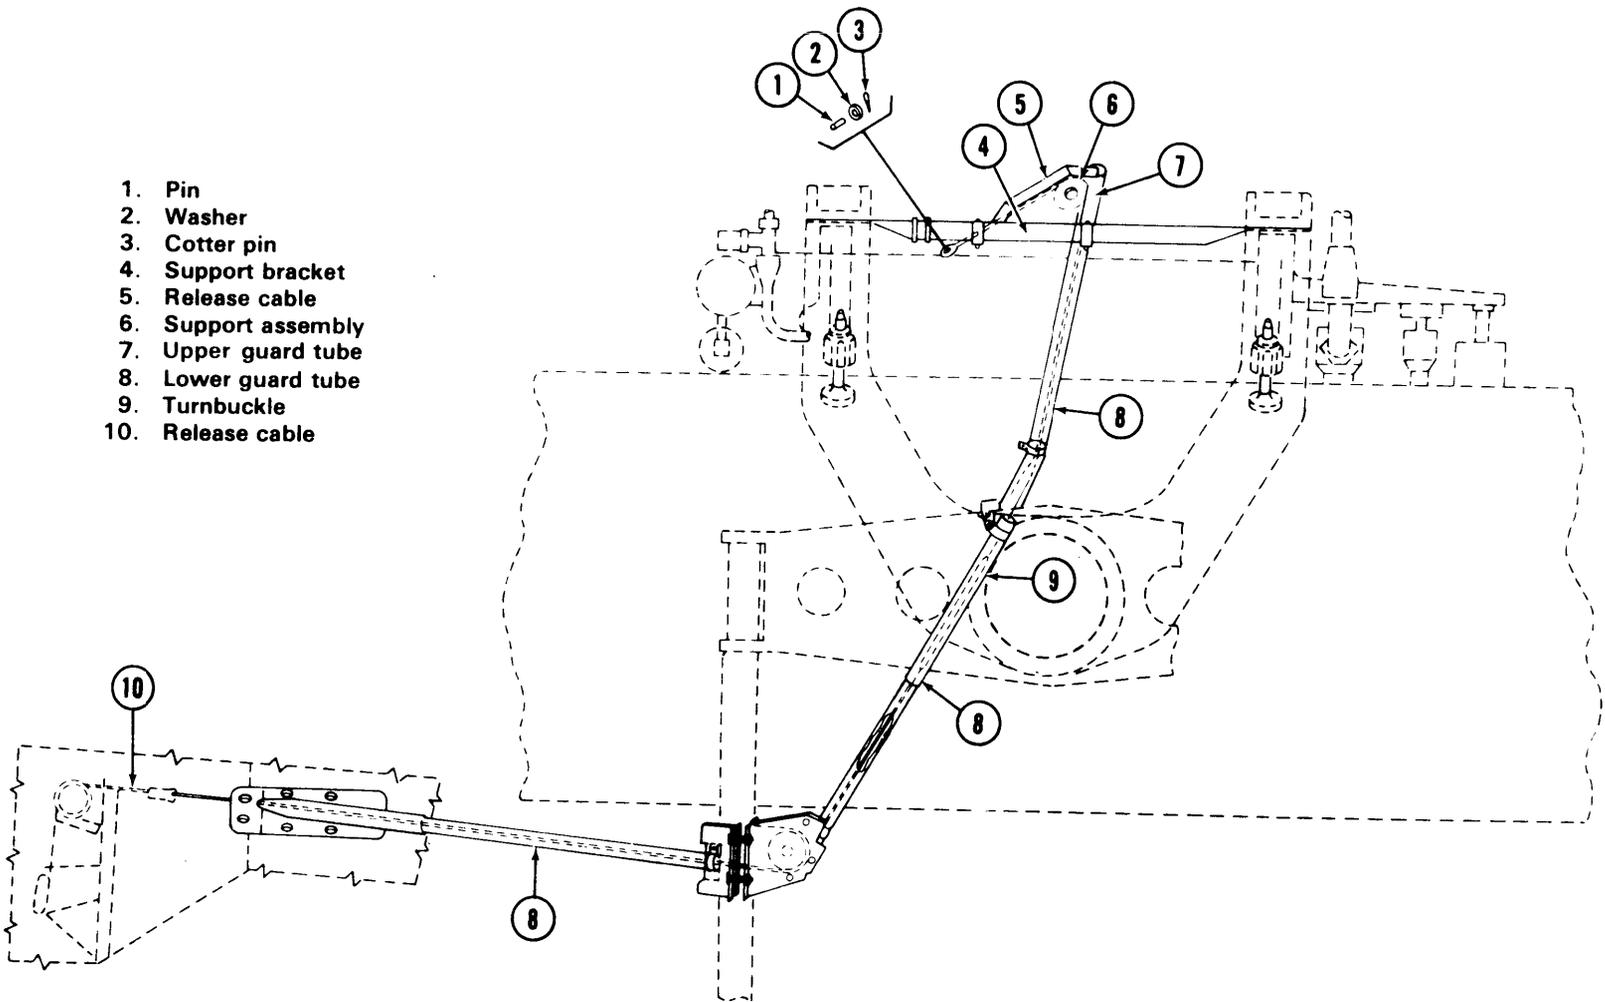 3
2
1
5
6
4
7
1. Pin
2. Washer
3. Cotter pin
4. Support bracket
5. Release cable
6. Support assembly
7. Upper guard tube
8. Lower guard tube
9. Turnbuckle
10. Release cable
8
9
10
8
8